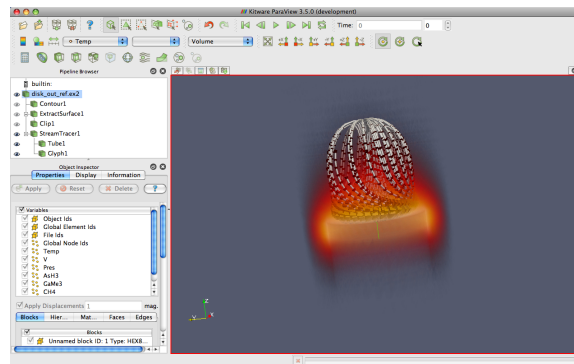 Kitware ParaView 3.5.0 (development)
Time: 0 0
Temp Volume
Pipeline Browser
builtin:
disk_out_ref.ex2
Contour1
ExtractSurface1
Clip1
StreamTracer1
Tube1
Glyph1
Object Inspector
Properties Display Information
Apply Reset Delete ?
Variables
Object Ids
Global Element Ids
File Ids
Global Node Ids
Temp
V
Pres
AsH3
GaMe3
CH4
Apply Displacements 1 mag.
Blocks Hier... Mat... Faces Edges
Blocks
Unnamed block ID: 1 Type: HEX8...
Z
Y X